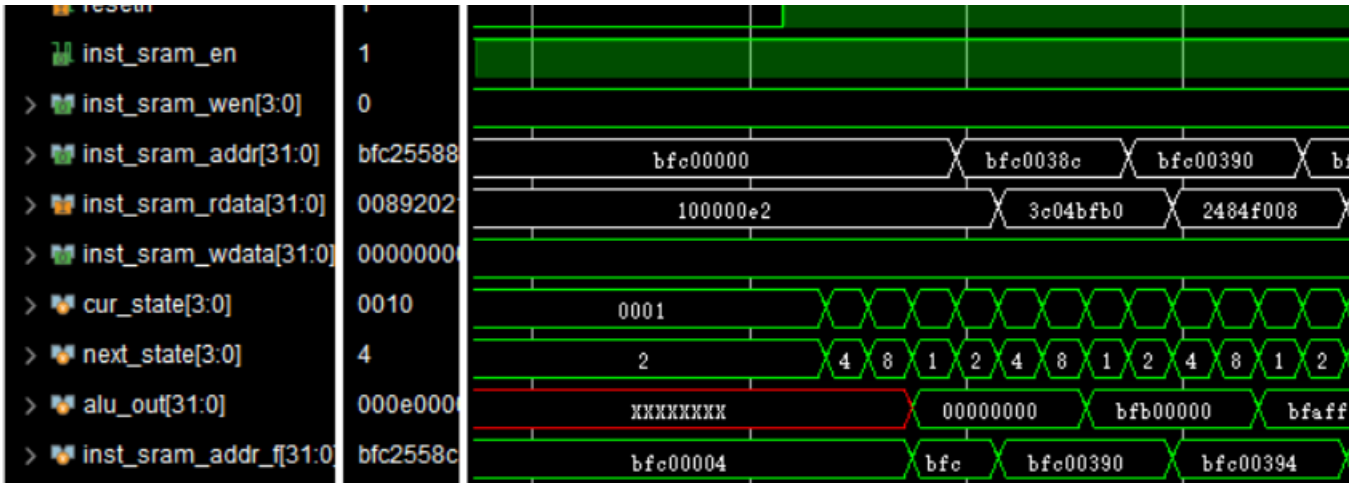 resetn
inst_sram_en 1
inst_sram_wen[3:0] 0
inst_sram_addr[31:0] bfc25588 bfc00000 bfc0038c bfc00390 bf
inst_sram_rdata[31:0] 0089202 100000e2 3c04bfb0 2484f008
inst_sram_wdata[31:0] 0000000
cur_state[3:0] 0010 0001
next_state[3:0] 4 2 4 8 1 2 4 8 1 2 4 8 1 2
alu_out[31:0] 000e000 XXXXXXXX 00000000 bfb00000 bfaff
inst_sram_addr_f[31:0] bfc2558c bfc00004 bfc bfc00390 bfc00394